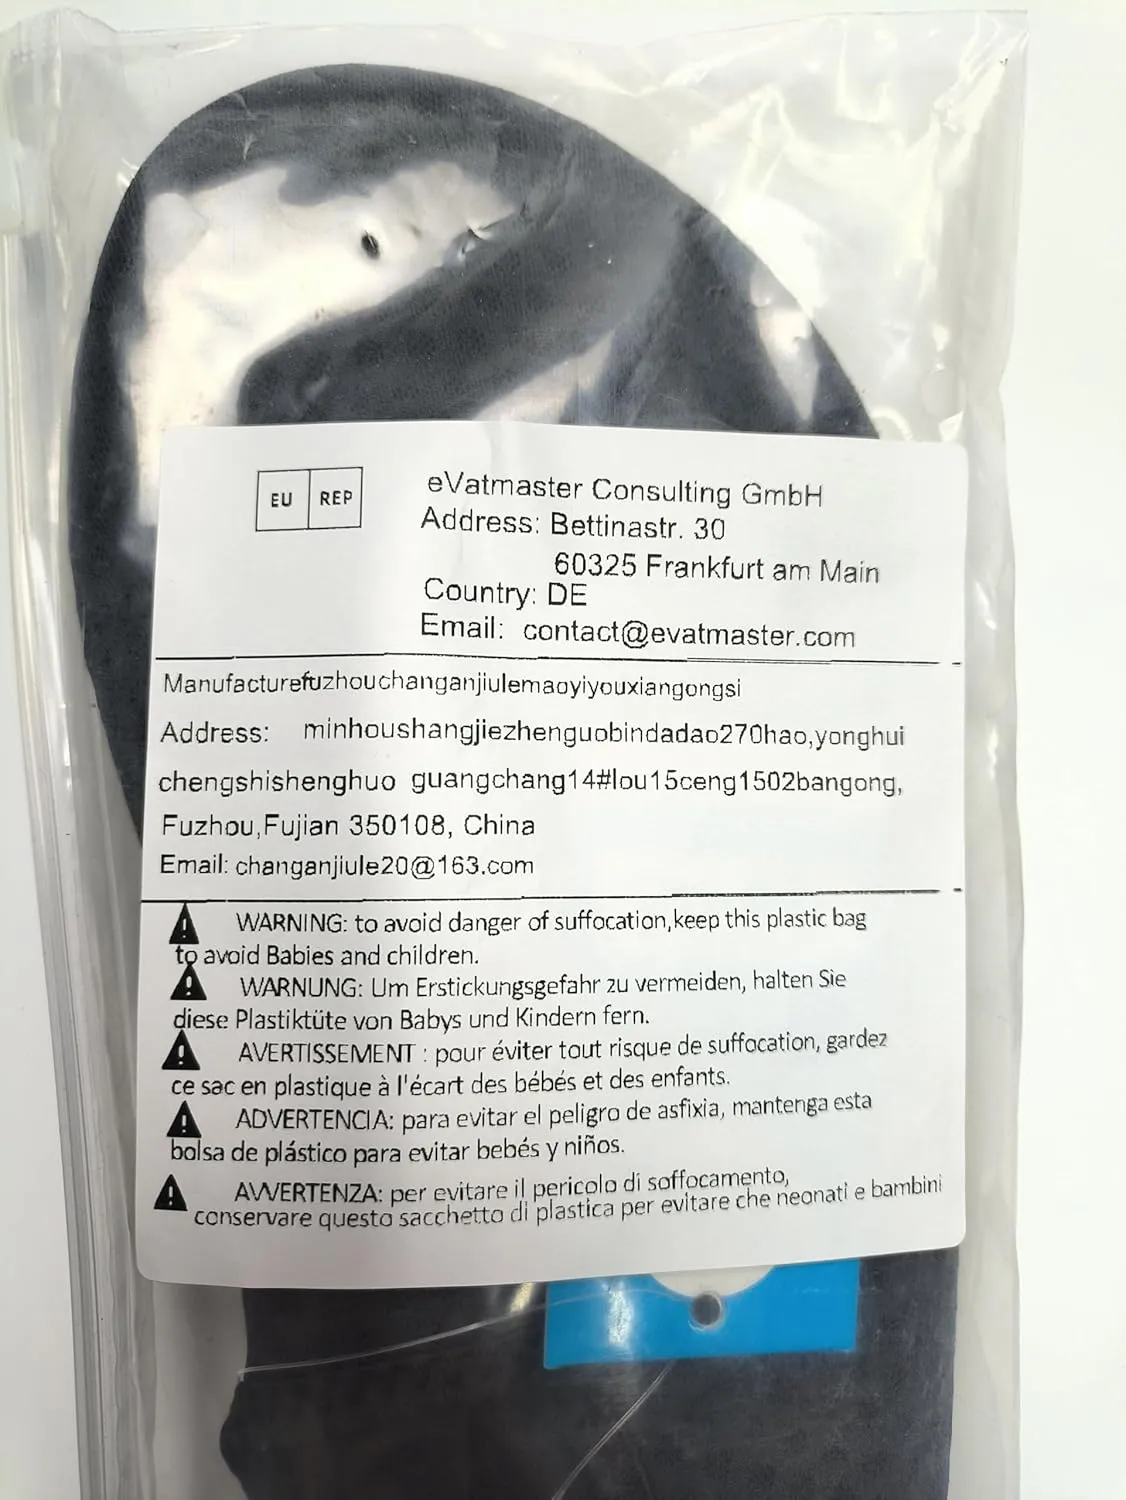 EU REP
eVatmaster Consulting GmbH
Address: Bettinastr. 30
60325 Frankfurt am Main
Country: DE
Email: contact@evatmaster.com
Manufacturefuzhouchanganjiulemaoyiyouxiangongsi
Address: minhoushangjiezhenguobindadao270hao,yonghui
chengshishenghuo guangchang14#lou15ceng1502bangong,
Fuzhou,Fujian 350108, China
Email: changanjiule20@163.com
WARNING: to avoid danger of suffocation,keep this plastic bag
to avoid Babies and children.
WARNUNG: Um Erstickungsgefahr zu vermeiden, halten Sie
diese Plastiktüte von Babys und Kindern fern.
AVERTISSEMENT : pour éviter tout risque de suffocation, gardez
ce sac en plastique à l'écart des bébés et des enfants.
ADVERTENCIA: para evitar el peligro de asfixia, mantenga esta
bolsa de plástico para evitar bebés y niños.
AVVERTENZA: per evitare il pericolo di soffocamento,
conservare questo sacchetto di plastica per evitare che neonati e bambini